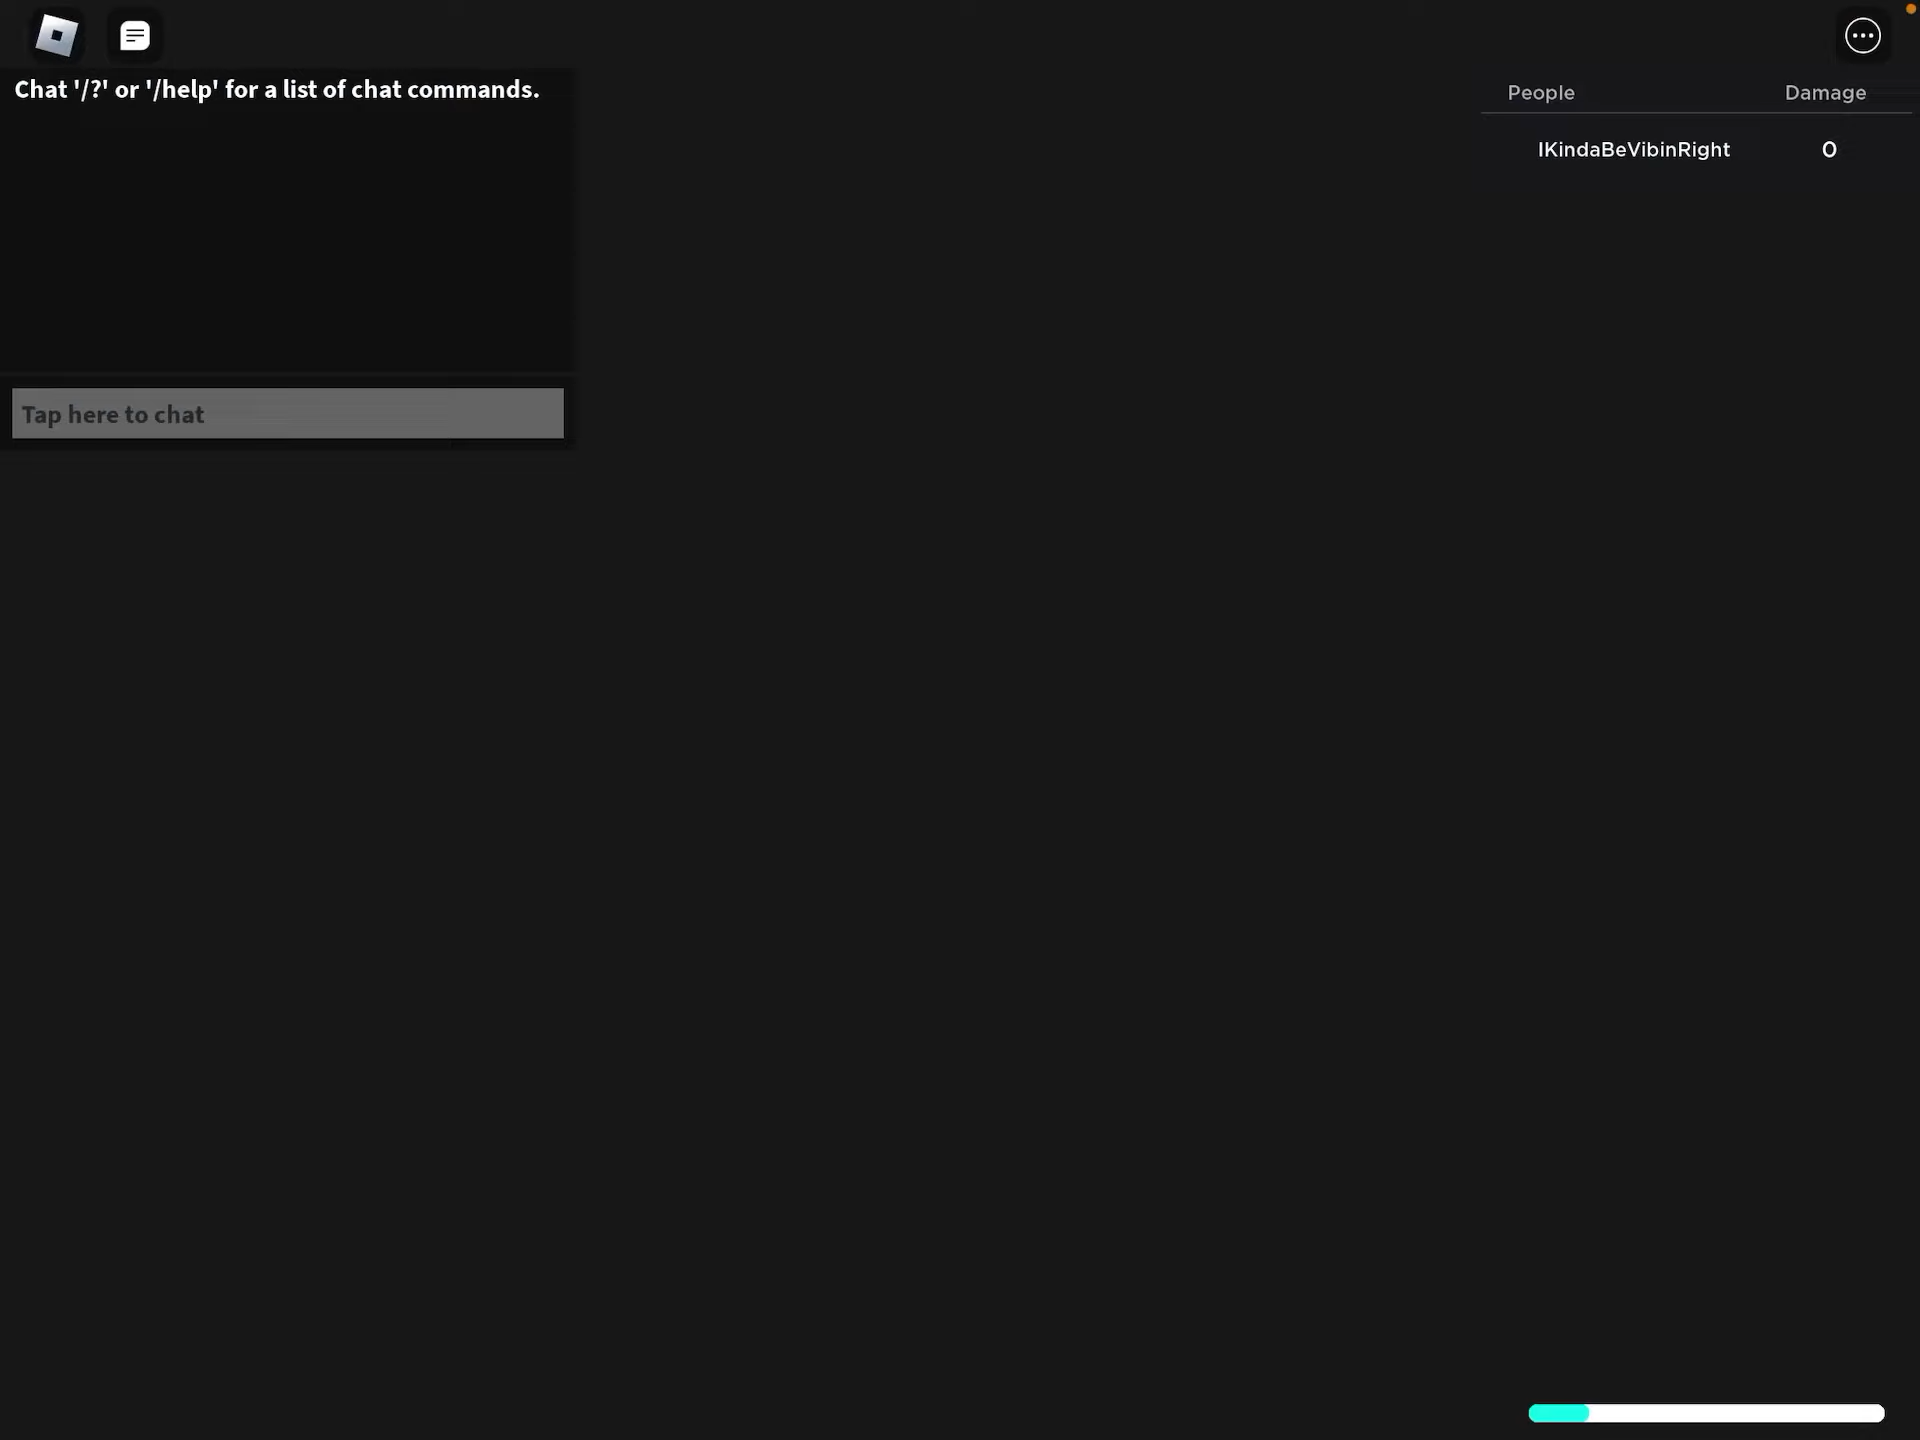 Chat '/?' or '/help' for a list of chat commands.
Tap here to chat
People Damage
IKindaBeVibinRight 0